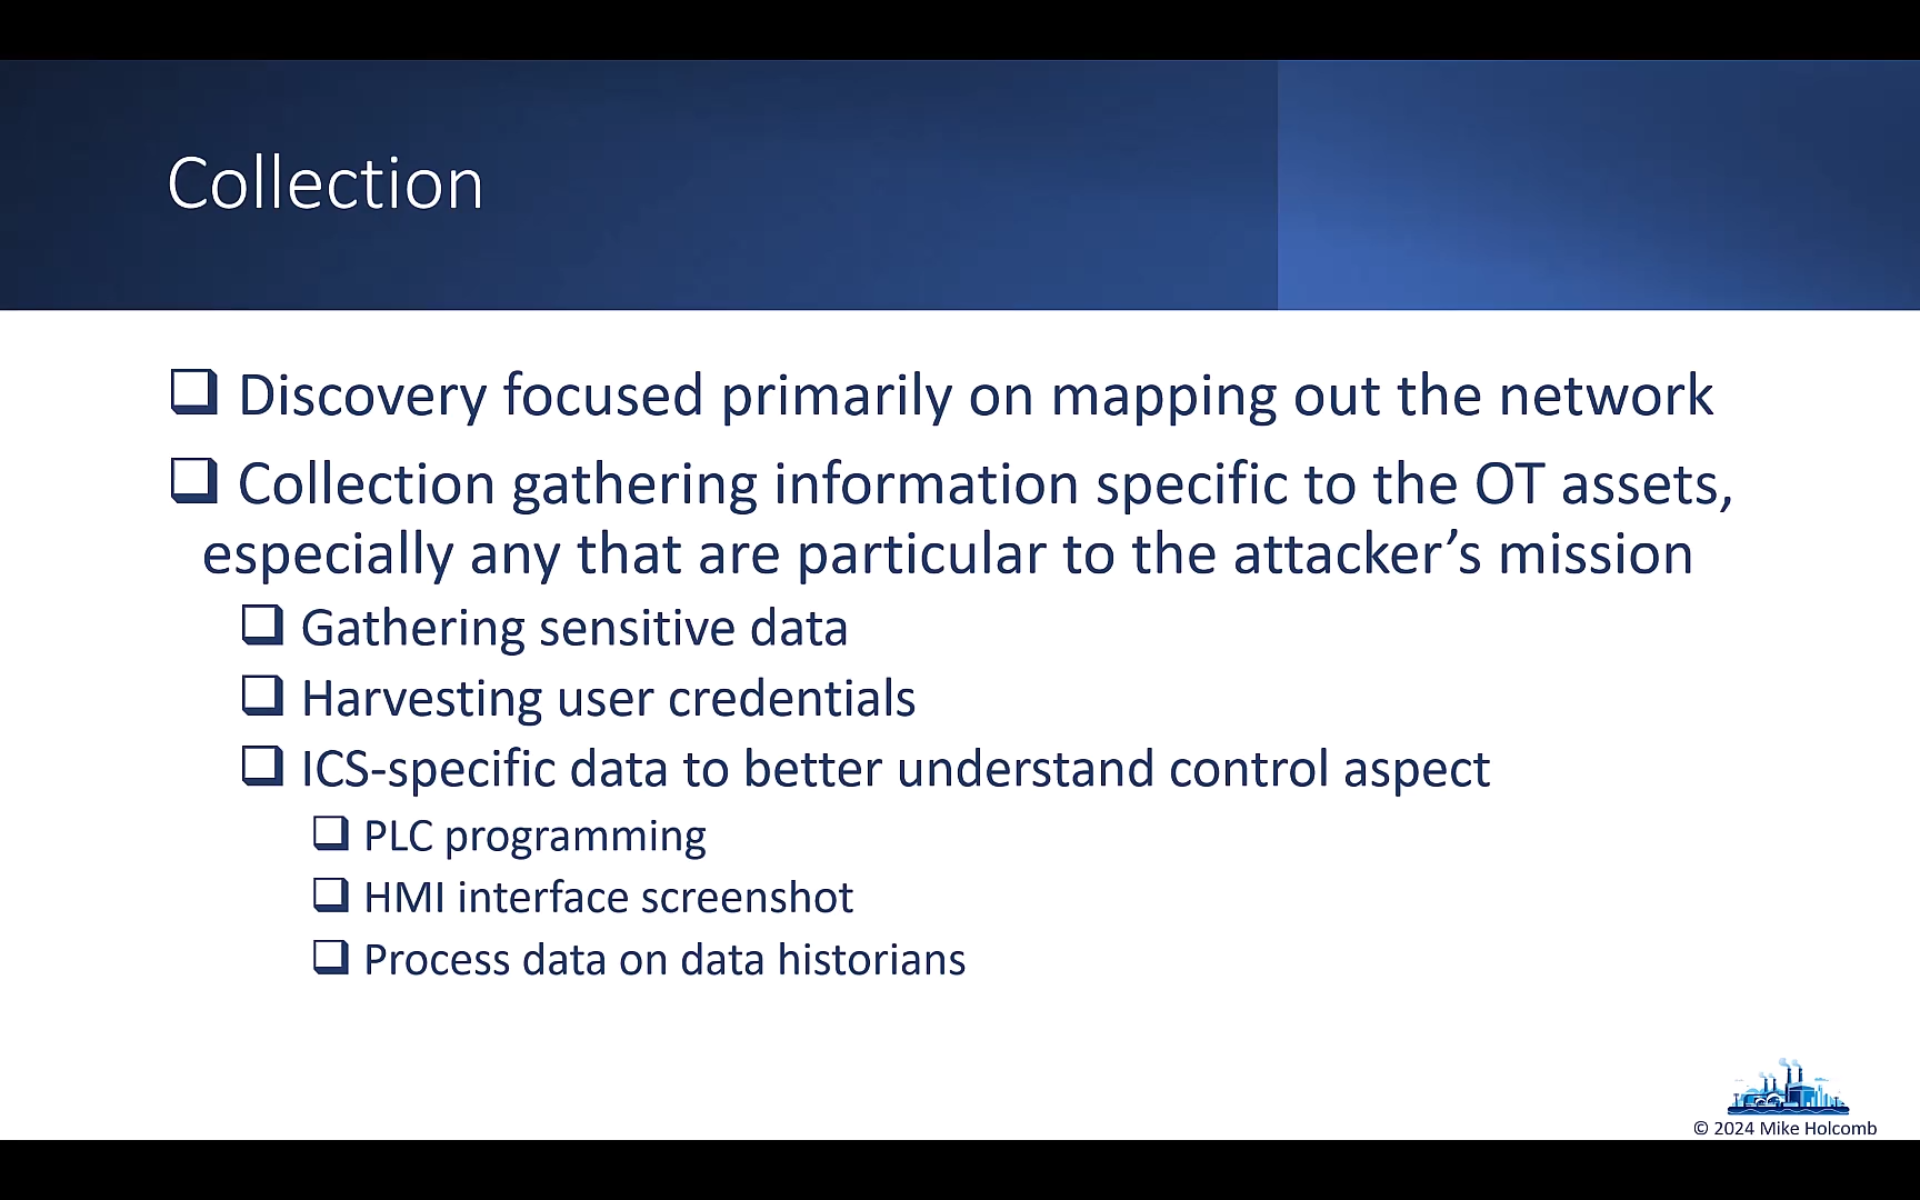 Collection
Discovery focused primarily on mapping out the network
Collection gathering information specific to the OT assets,
especially any that are particular to the attacker’s mission
Gathering sensitive data
Harvesting user credentials
ICS-specific data to better understand control aspect
PLC programming
HMI interface screenshot
Process data on data historians
© 2024 Mike Holcomb